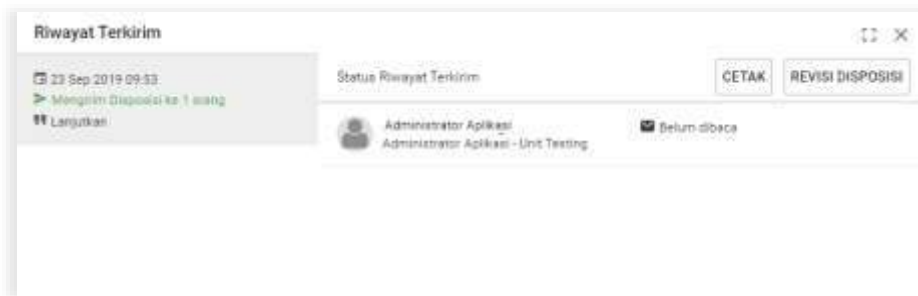 Riwayat Terkirim
23 Sep 2019 09:53
Mengirim Disposisi ke 1 orang
Lanjutkan
Status Riwayat Terkirim
CETAK
REVISI DISPOSISI
Administrator Aplikasi
Administrator Aplikasi - Unit Testing
Belum dibaca